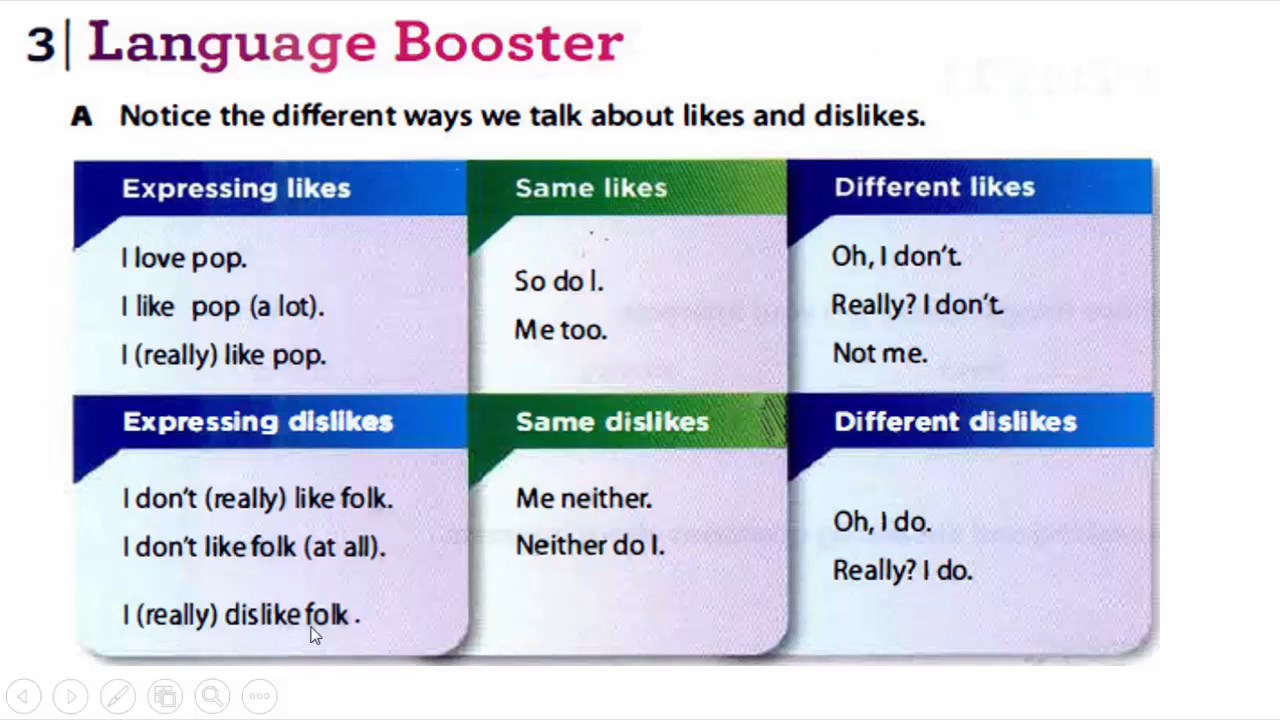 3 Language Booster
A Notice the different ways we talk about likes and dislikes.
Expressing likes
I love pop.
I like pop (a lot).
I (really) like pop.
Same likes
So do I.
Me too.
Different likes
Oh, I don't.
Really? I don't.
Not me.
Expressing dislikes
I don't (really) like folk.
I don't like folk (at all).
I (really) dislike folk .
Same dislikes
Me neither.
Neither do I.
Different dislikes
Oh, I do.
Really? I do.